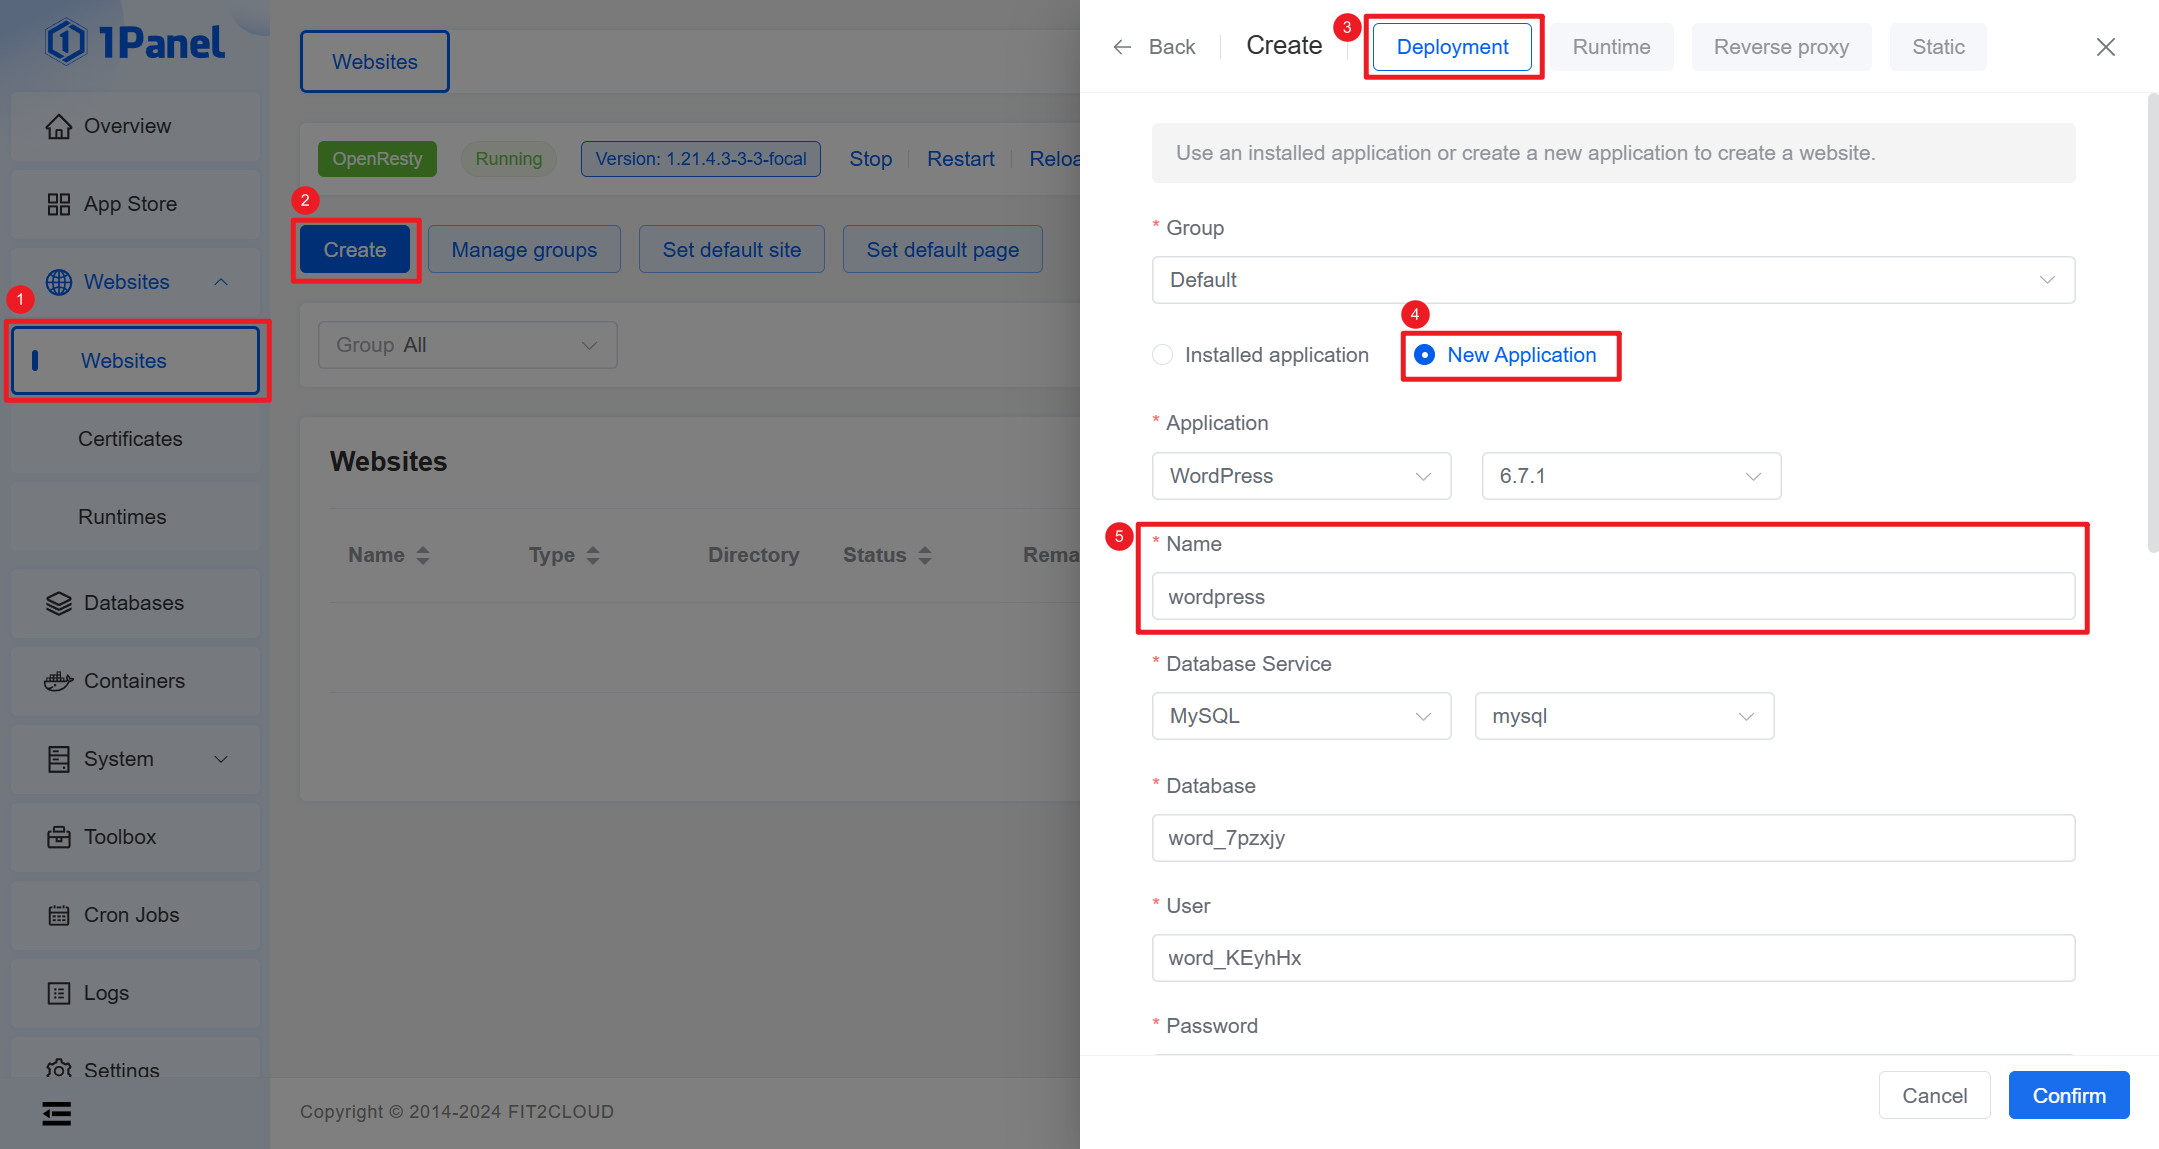 1Panel
Overview
App Store
Websites
1
Websites
Certificates
Runtimes
Databases
Containers
System
Toolbox
Cron Jobs
Logs
Settings
Websites
OpenResty
Running
Version: 1.21.4.3-3-3-focal
Stop
Restart
Reloa
2
Create
Manage groups
Set default site
Set default page
Group All
Websites
Name
Type
Directory
Status
Rema
Copyright © 2014-2024 FIT2CLOUD
Back
Create
3
Deployment
Runtime
Reverse proxy
Static
Use an installed application or create a new application to create a website.
* Group
Default
4
Installed application
New Application
* Application
WordPress
6.7.1
5
* Name
wordpress
* Database Service
MySQL
mysql
* Database
word_7pzxjy
* User
word_KEyhHx
* Password
Cancel
Confirm